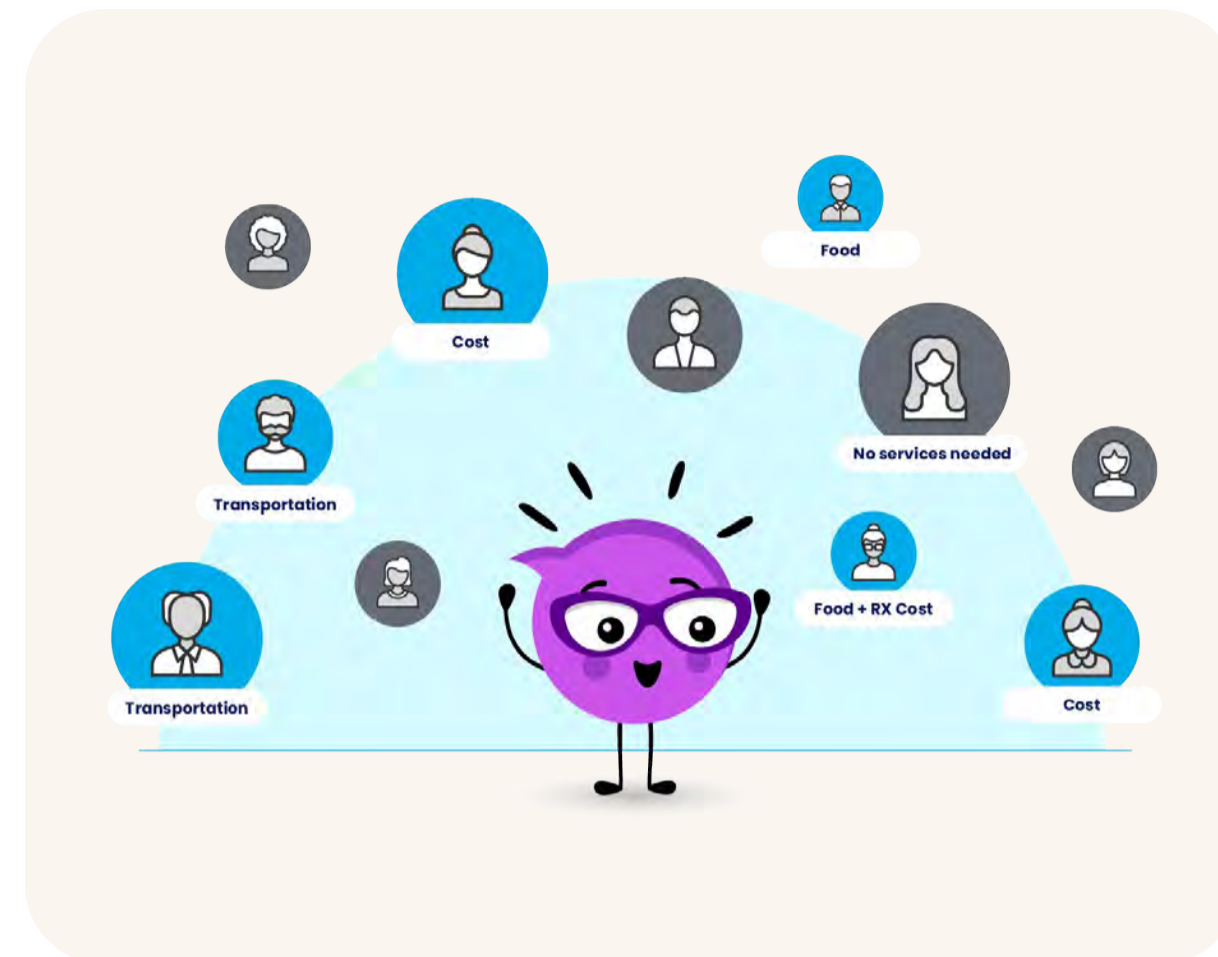 Food
Cost
No services needed
Transportation
Food + RX Cost
Transportation
Cost